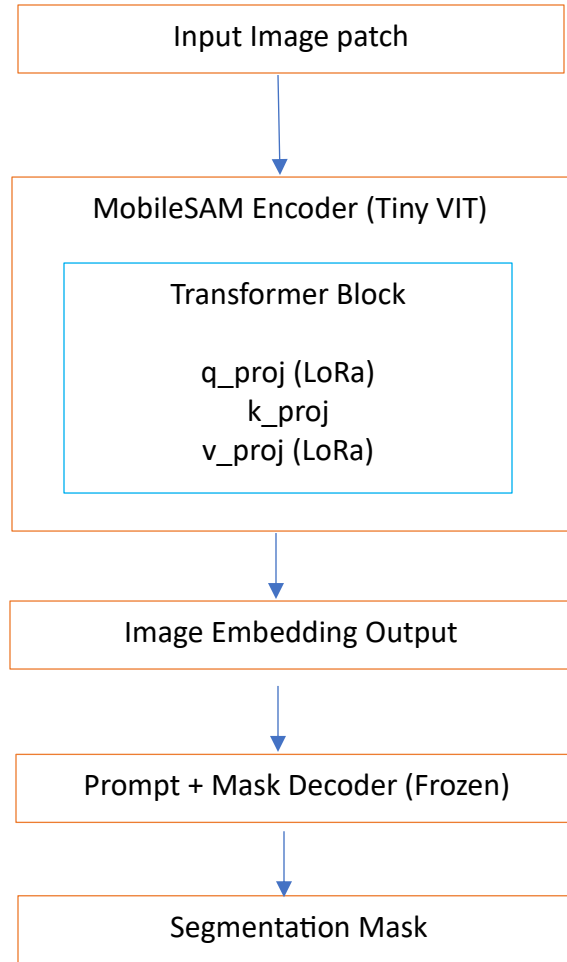 Input Image patch
MobileSAM Encoder (Tiny VIT)
Transformer Block
q_proj (LoRa)
k_proj
v_proj (LoRa)
Image Embedding Output
Prompt + Mask Decoder (Frozen)
Segmentation Mask